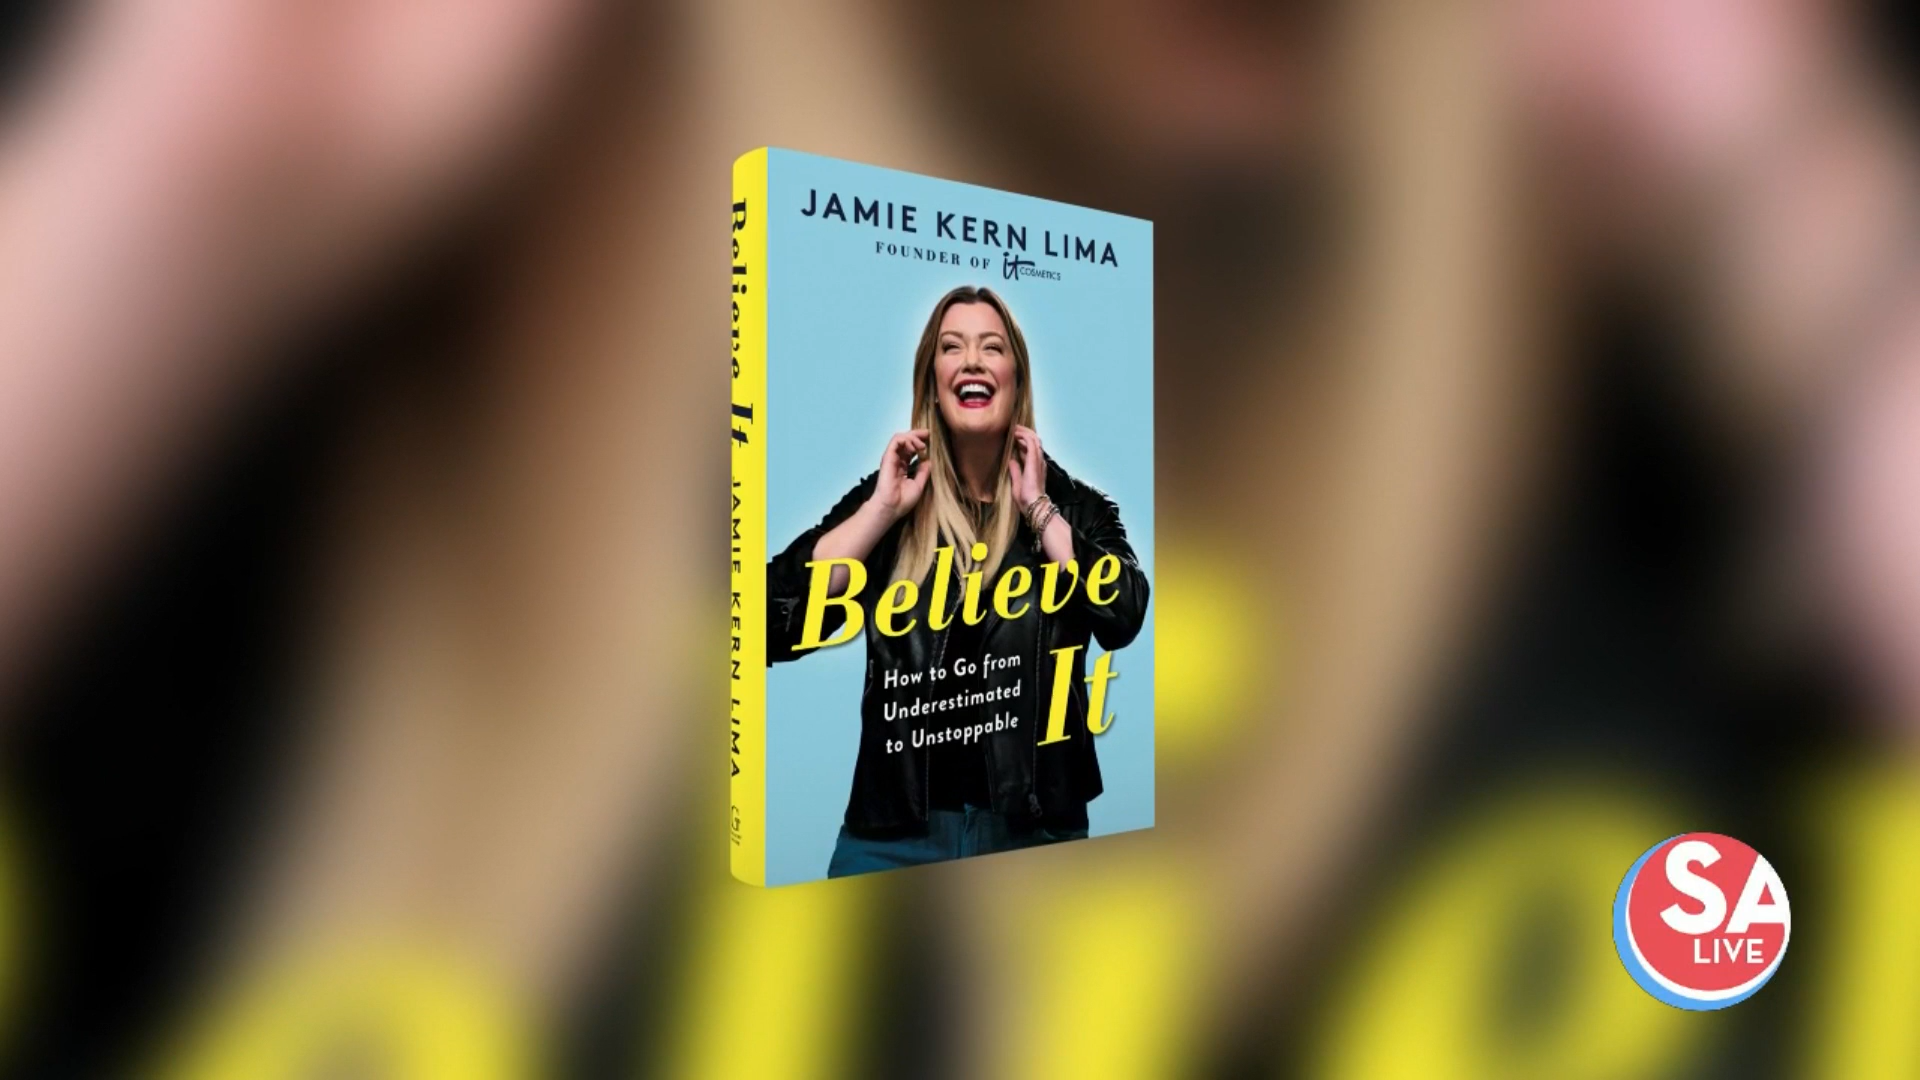 JAMIE KERN LIMA
FOUNDER OF it COSMETICS
Believe
It
How to Go from
Underestimated
to Unstoppable
Believe It JAMIE KERN LIMA
SA
LIVE